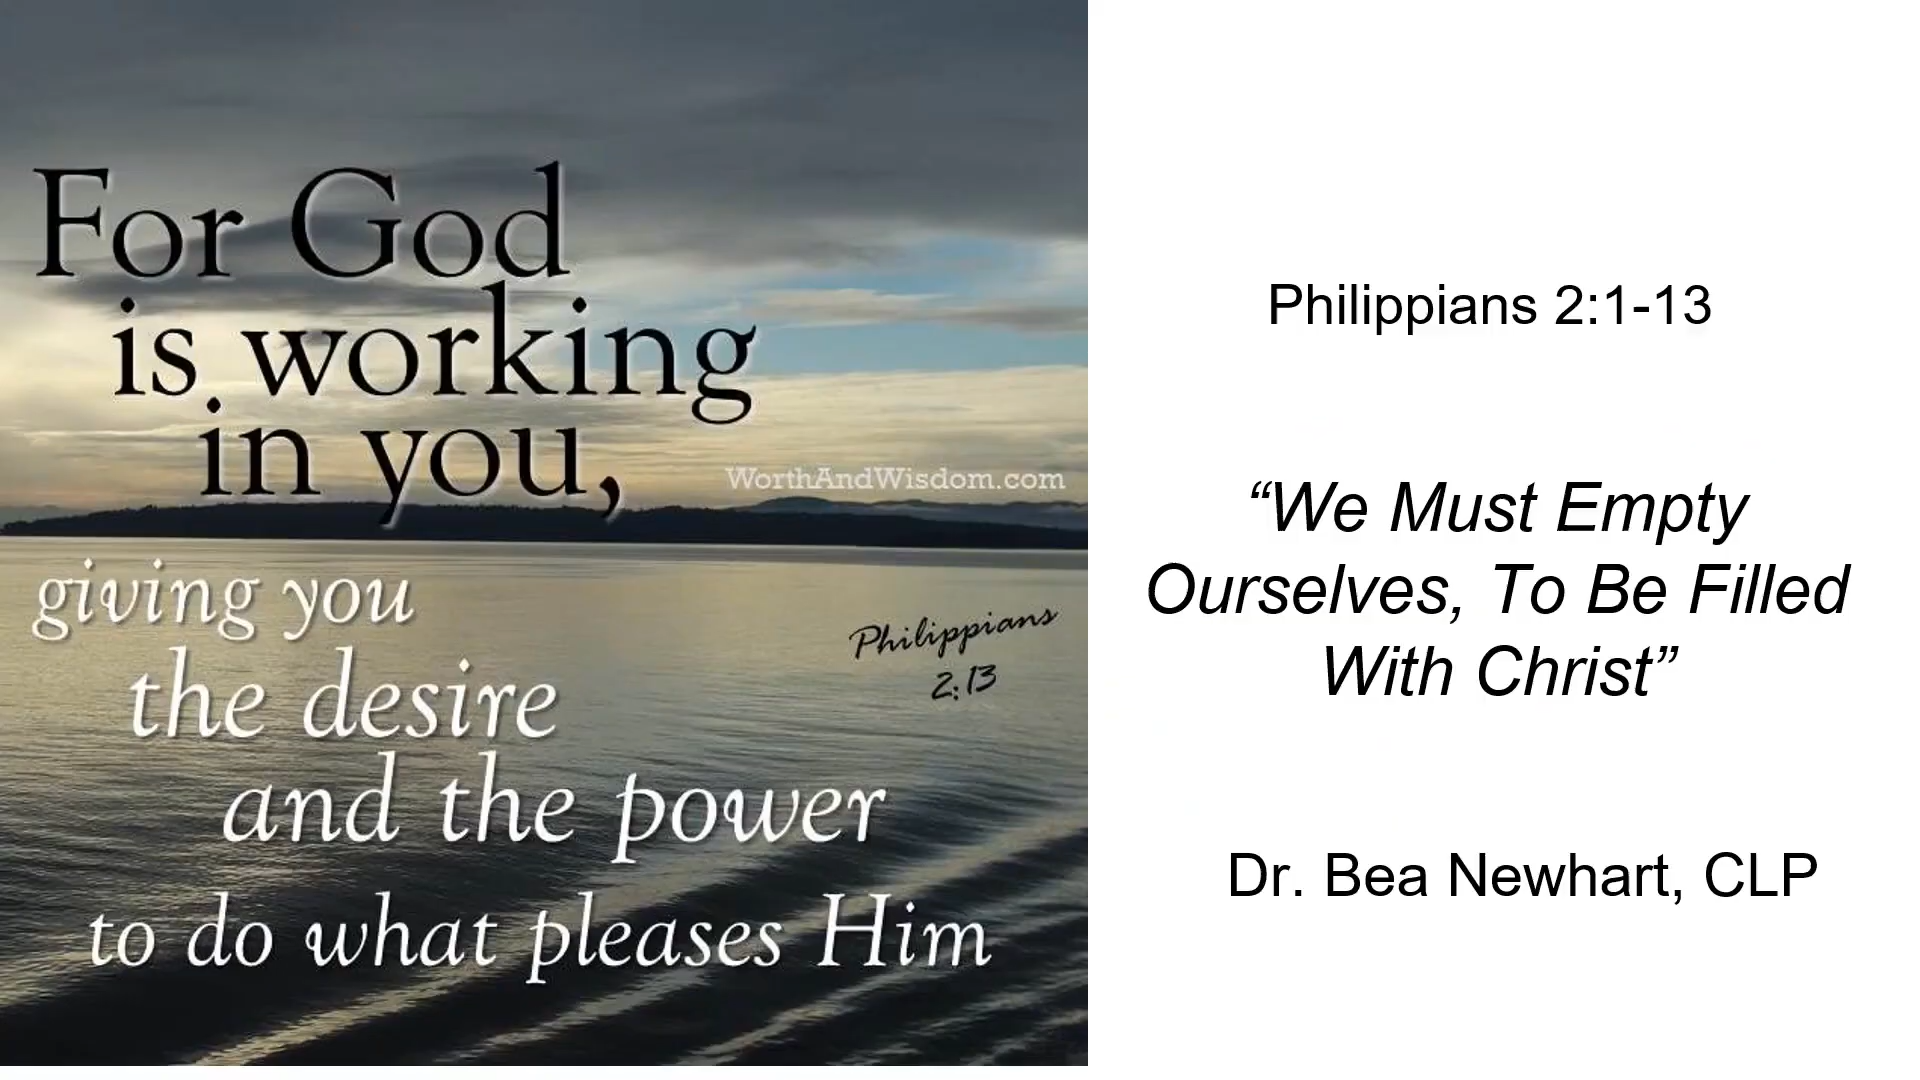 For God
is working
in you,
WorthAndWisdom.com
giving you
the desire
and the power
to do what pleases Him
Philippians
2:13
Philippians 2:1-13
“We Must Empty
Ourselves, To Be Filled
With Christ”
Dr. Bea Newhart, CLP